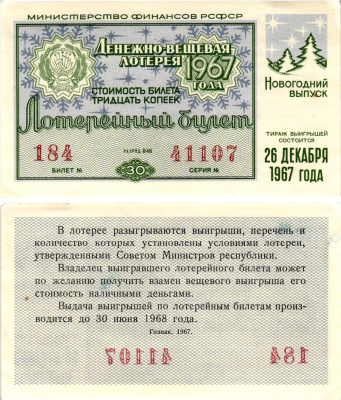 МИНИСТЕРСТВО ФИНАНСОВ РСФСР
ДЕНЕЖНО-ВЕЩЕВАЯ
ЛОТЕРЕЯ 1967
ГОДА
СТОИМОСТЬ БИЛЕТА
ТРИДЦАТЬ КОПЕЕК
Лотерейный билет
184 РАЗРЯД 41107
БИЛЕТ № 30 СЕРИЯ №
НОВОГОДНИЙ
ВЫПУСК
ТИРАЖ ВЫИГРЫШЕЙ
СОСТОИТСЯ
26 ДЕКАБРЯ
1967 ГОДА
В лотерее разыгрываются выигрыши, перечень и
количество которых установлены условиями лотереи,
утвержденными Советом Министров республики.
Владелец выигравшего лотерейного билета может
по желанию получить взамен вещевого выигрыша его
стоимость наличными деньгами.
Выдача выигрышей по лотерейным билетам произ-
водится до 30 июня 1968 года.
Гознак. 1967.
41107 184